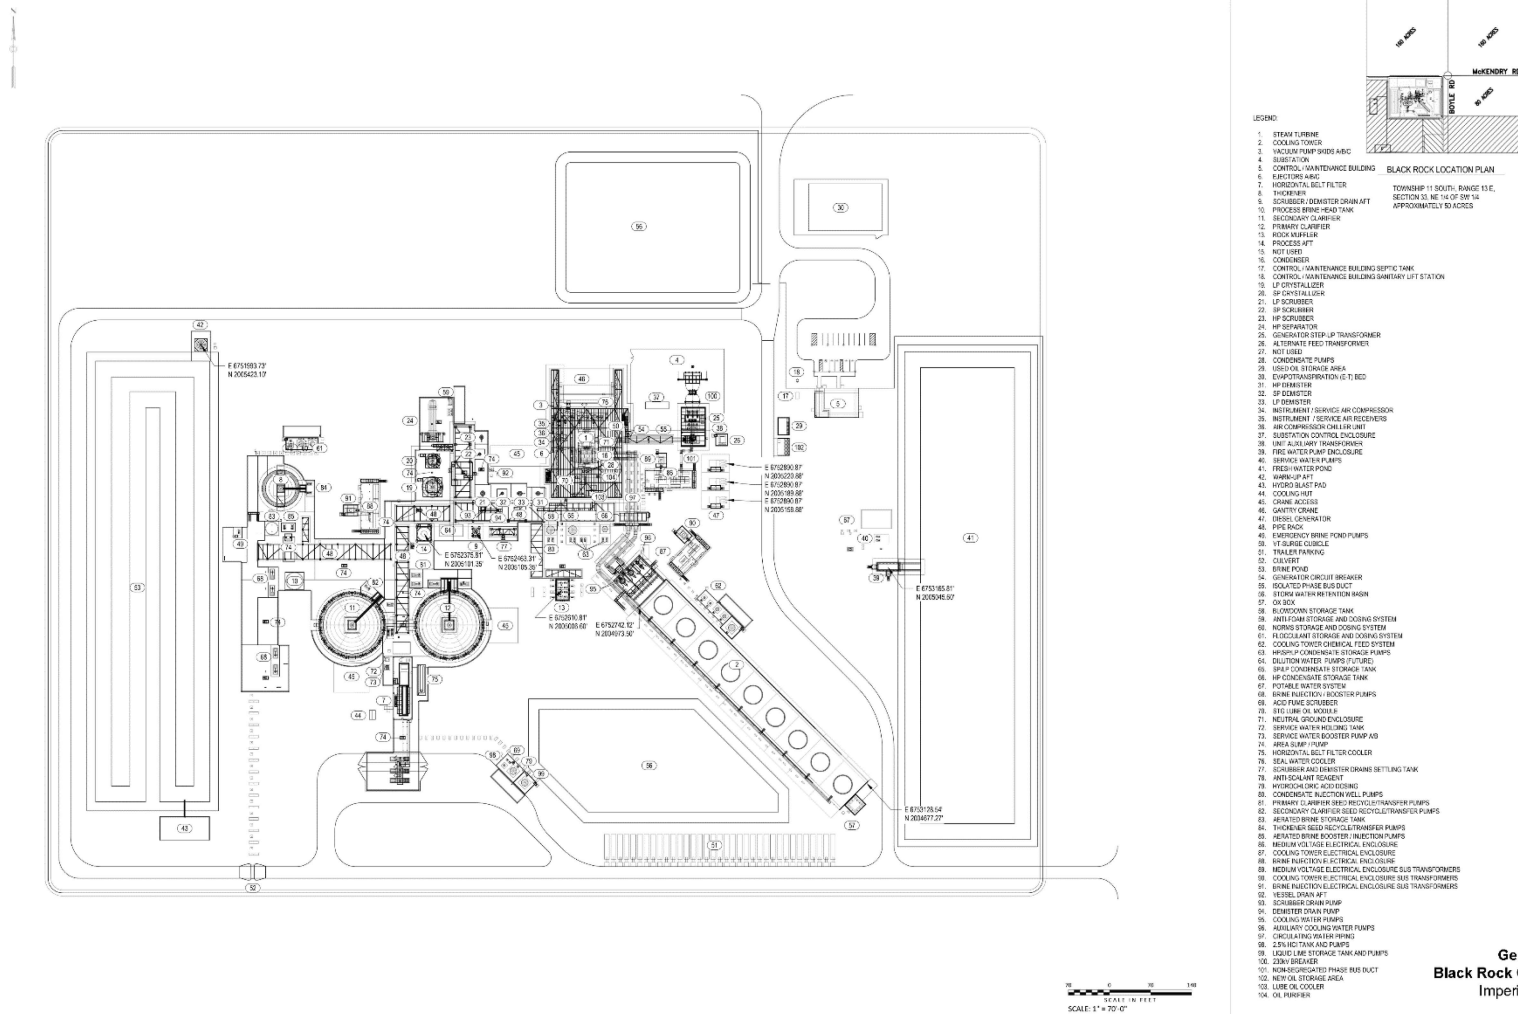 E 6751993.73'
N 2005423.10'
E 6752890.87'
N 2005220.88'
E 6752890.87'
N 2005189.88'
E 6752890.87'
N 2005159.88'
E 6752375.81'
N 2005101.35'
E 6752463.31'
N 2005105.35'
E 6752610.81'
N 2005003.60'
E 6752742.12'
N 2004973.50'
E 6753165.81'
N 2005045.60'
E 6753128.54'
N 2004677.27'
SCALE IN FEET
SCALE: 1" = 70'-0"
160 ACRES
160 ACRES
McKENDRY RD
BOYLE RD
80 ACRES
BLACK ROCK LOCATION PLAN
TOWNSHIP 11 SOUTH, RANGE 13 E,
SECTION 33, NE 1/4 OF SW 1/4
APPROXIMATELY 50 ACRES
LEGEND:
1. STEAM TURBINE
2. COOLING TOWER
3. VACUUM PUMP SKIDS A/B/C
4. SUBSTATION
5. CONTROL / MAINTENANCE BUILDING
6. EJECTORS A/B/C
7. HORIZONTAL BELT FILTER
8. THICKENER
9. SCRUBBER / DEMISTER DRAIN AFT
10. PROCESS BRINE HEAD TANK
11. SECONDARY CLARIFIER
12. PRIMARY CLARIFIER
13. ROCK MUFFLER
14. PROCESS AFT
15. NOT USED
16. CONDENSER
17. CONTROL / MAINTENANCE BUILDING SEPTIC TANK
18. CONTROL / MAINTENANCE BUILDING SANITARY LIFT STATION
19. LP CRYSTALLIZER
20. SP CRYSTALLIZER
21. LP SCRUBBER
22. SP SCRUBBER
23. HP SCRUBBER
24. HP SEPARATOR
25. GENERATOR STEP-UP TRANSFORMER
26. ALTERNATE FEED TRANSFORMER
27. NOT USED
28. CONDENSATE PUMPS
29. USED OIL STORAGE AREA
30. EVAPOTRANSPIRATION (E-T) BED
31. HP DEMISTER
32. SP DEMISTER
33. LP DEMISTER
34. INSTRUMENT / SERVICE AIR COMPRESSOR
35. INSTRUMENT / SERVICE AIR RECEIVERS
36. AIR COMPRESSOR CHILLER UNIT
37. SUBSTATION CONTROL ENCLOSURE
38. UNIT AUXILIARY TRANSFORMER
39. FIRE WATER PUMP ENCLOSURE
40. SERVICE WATER PUMPS
41. FRESH WATER POND
42. WARM-UP AFT
43. HYDRO BLAST PAD
44. COOLING HUT
45. CRANE ACCESS
46. GANTRY CRANE
47. DIESEL GENERATOR
48. PIPE RACK
49. EMERGENCY BRINE POND PUMPS
50. VT-SURGE CUBICLE
51. TRAILER PARKING
52. CULVERT
53. BRINE POND
54. GENERATOR CIRCUIT BREAKER
55. ISOLATED PHASE BUS DUCT
56. STORM WATER RETENTION BASIN
57. OX BOX
58. BLOWDOWN STORAGE TANK
59. ANTI-FOAM STORAGE AND DOSING SYSTEM
60. NORMS STORAGE AND DOSING SYSTEM
61. FLOCCULANT STORAGE AND DOSING SYSTEM
62. COOLING TOWER CHEMICAL FEED SYSTEM
63. HP/SP/LP CONDENSATE STORAGE PUMPS
64. DILUTION WATER PUMPS (FUTURE)
65. SP/LP CONDENSATE STORAGE TANK
66. HP CONDENSATE STORAGE TANK
67. POTABLE WATER SYSTEM
68. BRINE INJECTION / BOOSTER PUMPS
69. ACID FUME SCRUBBER
70. STG LUBE OIL MODULE
71. NEUTRAL GROUND ENCLOSURE
72. SERVICE WATER HOLDING TANK
73. SERVICE WATER BOOSTER PUMP A/B
74. AREA SUMP / PUMP
75. HORIZONTAL BELT FILTER COOLER
76. SEAL WATER COOLER
77. SCRUBBER AND DEMISTER DRAINS SETTLING TANK
78. ANTI-SCALANT REAGENT
79. HYDROCHLORIC ACID DOSING
80. CONDENSATE INJECTION WELL PUMPS
81. PRIMARY CLARIFIER SEED RECYCLE/TRANSFER PUMPS
82. SECONDARY CLARIFIER SEED RECYCLE/TRANSFER PUMPS
83. AERATED BRINE STORAGE TANK
84. THICKENER SEED RECYCLE/TRANSFER PUMPS
85. AERATED BRINE BOOSTER / INJECTION PUMPS
86. MEDIUM VOLTAGE ELECTRICAL ENCLOSURE
87. COOLING TOWER ELECTRICAL ENCLOSURE
88. BRINE INJECTION ELECTRICAL ENCLOSURE
89. MEDIUM VOLTAGE ELECTRICAL ENCLOSURE SUS TRANSFORMERS
90. COOLING TOWER ELECTRICAL ENCLOSURE SUS TRANSFORMERS
91. BRINE INJECTION ELECTRICAL ENCLOSURE SUS TRANSFORMERS
92. VESSEL DRAIN AFT
93. SCRUBBER DRAIN PUMP
94. DEMISTER DRAIN PUMP
95. COOLING WATER PUMPS
96. AUXILIARY COOLING WATER PUMPS
97. CIRCULATING WATER PIPING
98. 2.5% HCl TANK AND PUMPS
99. LIQUID LIME STORAGE TANK AND PUMPS
100. 230kV BREAKER
101. NON-SEGREGATED PHASE BUS DUCT
102. NEW OIL STORAGE AREA
103. LUBE OIL COOLER
104. OIL PURIFIER
Ge
Black Rock
Imperi